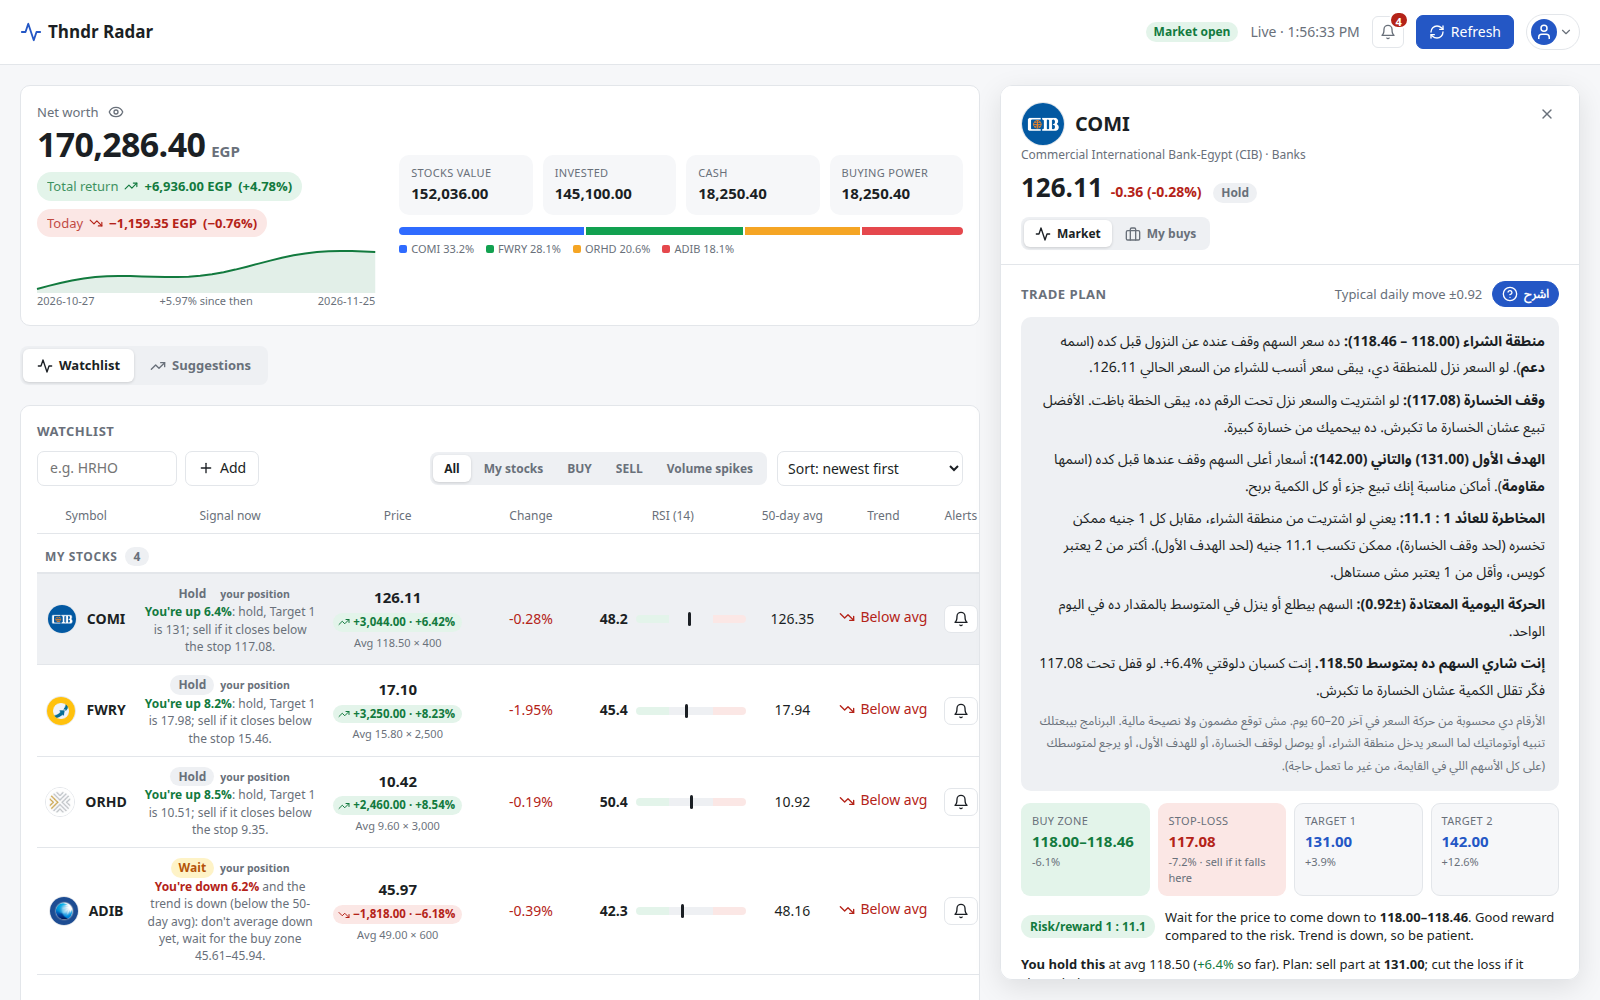 Thndr Radar
Market open
Live · 1:56:33 PM
4
Refresh
Net worth
170,286.40 EGP
Total return +6,936.00 EGP (+4.78%)
Today −1,159.35 EGP (−0.76%)
2026-10-27 +5.97% since then 2026-11-25
STOCKS VALUE
152,036.00
INVESTED
145,100.00
CASH
18,250.40
BUYING POWER
18,250.40
COMI 33.2% FWRY 28.1% ORHD 20.6% ADIB 18.1%
Watchlist
Suggestions
WATCHLIST
e.g. HRHO
Add
All My stocks BUY SELL Volume spikes
Sort: newest first
Symbol Signal now Price Change RSI (14) 50-day avg Trend Alerts
MY STOCKS 4
CIB
COMI
Hold your position
You're up 6.4%: hold, Target 1
is 131; sell if it closes below
the stop 117.08.
126.11
+3,044.00 · +6.42%
Avg 118.50 × 400
-0.28%
48.2
126.35
Below avg
FWRY
Hold your position
You're up 8.2%: hold, Target 1
is 17.98; sell if it closes below
the stop 15.46.
17.10
+3,250.00 · +8.23%
Avg 15.80 × 2,500
-1.95%
45.4
17.94
Below avg
ORHD
Hold your position
You're up 8.5%: hold, Target 1
is 10.51; sell if it closes below
the stop 9.35.
10.42
+2,460.00 · +8.54%
Avg 9.60 × 3,000
-0.19%
50.4
10.92
Below avg
ADIB
Wait your position
You're down 6.2% and the
trend is down (below the 50-
day avg): don't average down
yet, wait for the buy zone
45.61–45.94.
45.97
−1,818.00 · −6.18%
Avg 49.00 × 600
-0.39%
42.3
48.16
Below avg
CIB
COMI
Commercial International Bank-Egypt (CIB) · Banks
126.11 -0.36 (-0.28%) Hold
Market
My buys
TRADE PLAN
Typical daily move ±0.92
اشرح
منطقة الشراء (118.00 – 118.46): ده سعر السهم وقف عنده عن النزول قبل كده (اسمه
دعم). لو السعر نزل للمنطقة دي، يبقى سعر أنسب للشراء من السعر الحالي 126.11.
وقف الخسارة (117.08): لو اشتريت والسعر نزل تحت الرقم ده، يبقى الخطة باظت. الأفضل
تبيع عشان الخسارة ما تكبرش. ده بيحميك من خسارة كبيرة.
الهدف الأول (131.00) والتاني (142.00): أسعار أعلى السهم وقف عندها قبل كده (اسمها
مقاومة). أماكن مناسبة إنك تبيع جزء أو كل الكمية بربح.
المخاطرة للعائد 1 : 11.1: يعني لو اشتريت من منطقة الشراء، مقابل كل 1 جنيه ممكن
تخسره (لحد وقف الخسارة)، ممكن تكسب 11.1 جنيه (لحد الهدف الأول). أكتر من 2 يعتبر
كويس، وأقل من 1 يعتبر مش مستاهل.
الحركة اليومية المعتادة (±0.92): السهم بيطلع أو ينزل في المتوسط بالمقدار ده في اليوم
الواحد.
إنت شاري السهم ده بمتوسط 118.50. إنت كسبان دلوقتي 6.4%+. لو قفل تحت 117.08
فكّر تقلل الكمية عشان الخسارة ما تكبرش.
الأرقام دي محسوبة من حركة السعر في آخر 20–60 يوم. مش توقع مضمون ولا نصيحة مالية. البرنامج بيبعتلك
تنبيه أوتوماتيك لما السعر يدخل منطقة الشراء، أو يوصل لوقف الخسارة، أو للهدف الأول، أو يرجع لمتوسطك
(على كل الأسهم اللي في القايمة، من غير ما تعمل حاجة).
BUY ZONE
118.00–118.46
-6.1%
STOP-LOSS
117.08
-7.2% · sell if it falls
here
TARGET 1
131.00
+3.9%
TARGET 2
142.00
+12.6%
Risk/reward 1 : 11.1
Wait for the price to come down to 118.00–118.46. Good reward
compared to the risk. Trend is down, so be patient.
You hold this at avg 118.50 (+6.4% so far). Plan: sell part at 131.00; cut the loss if it